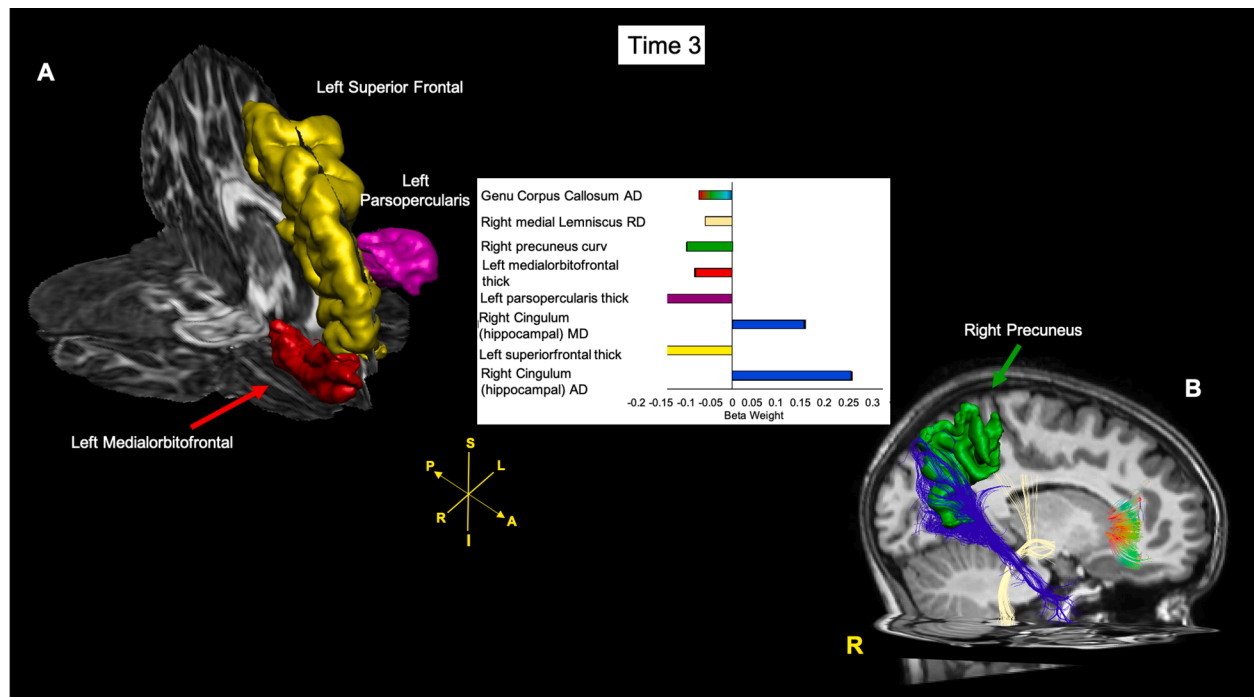 Time 3
A
Left Superior Frontal
Left
Parsopercularis
Left Medialorbitofrontal
S
P
L
R
A
I
Genu Corpus Callosum AD
Right medial Lemniscus RD
Right precuneus curv
Left medialorbitofrontal
thick
Left parsopercularis thick
Right Cingulum
(hippocampal) MD
Left superiorfrontal thick
Right Cingulum
(hippocampal) AD
-0.2 -0.15 -0.1 -0.05 0 0.05 0.1 0.15 0.2 0.25 0.3
Beta Weight
Right Precuneus
B
R